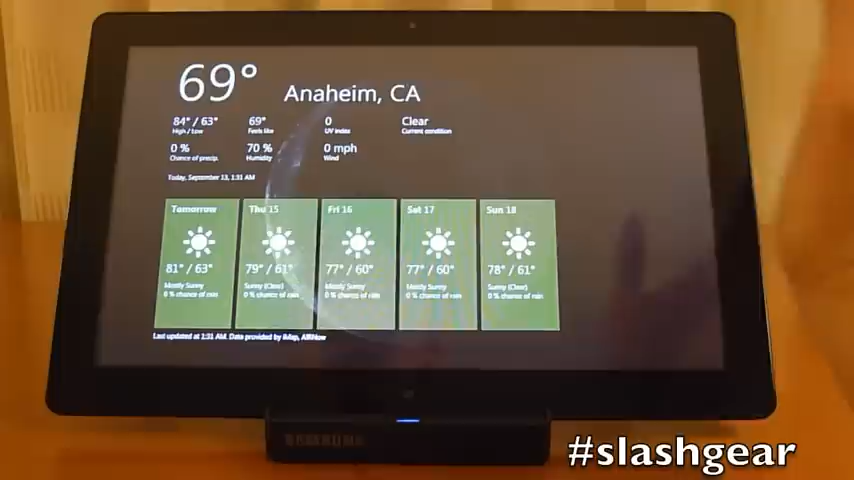 69°
Anaheim, CA
84° / 63°
High / Low
69°
Feels like
0
UV index
Clear
Current condition
0 %
Chance of precip.
70 %
Humidity
0 mph
Wind
Today, September 13, 1:31 AM
Tomorrow
81° / 63°
Mostly Sunny
0 % chance of rain
Thu 15
79° / 61°
Sunny (Clear)
0 % chance of rain
Fri 16
77° / 60°
Mostly Sunny
0 % chance of rain
Sat 17
77° / 60°
Mostly Sunny
0 % chance of rain
Sun 18
78° / 61°
Sunny (Clear)
0 % chance of rain
Last updated at 1:31 AM. Data provided by iMap, AIRNow
SAMSUNG
#slashgear